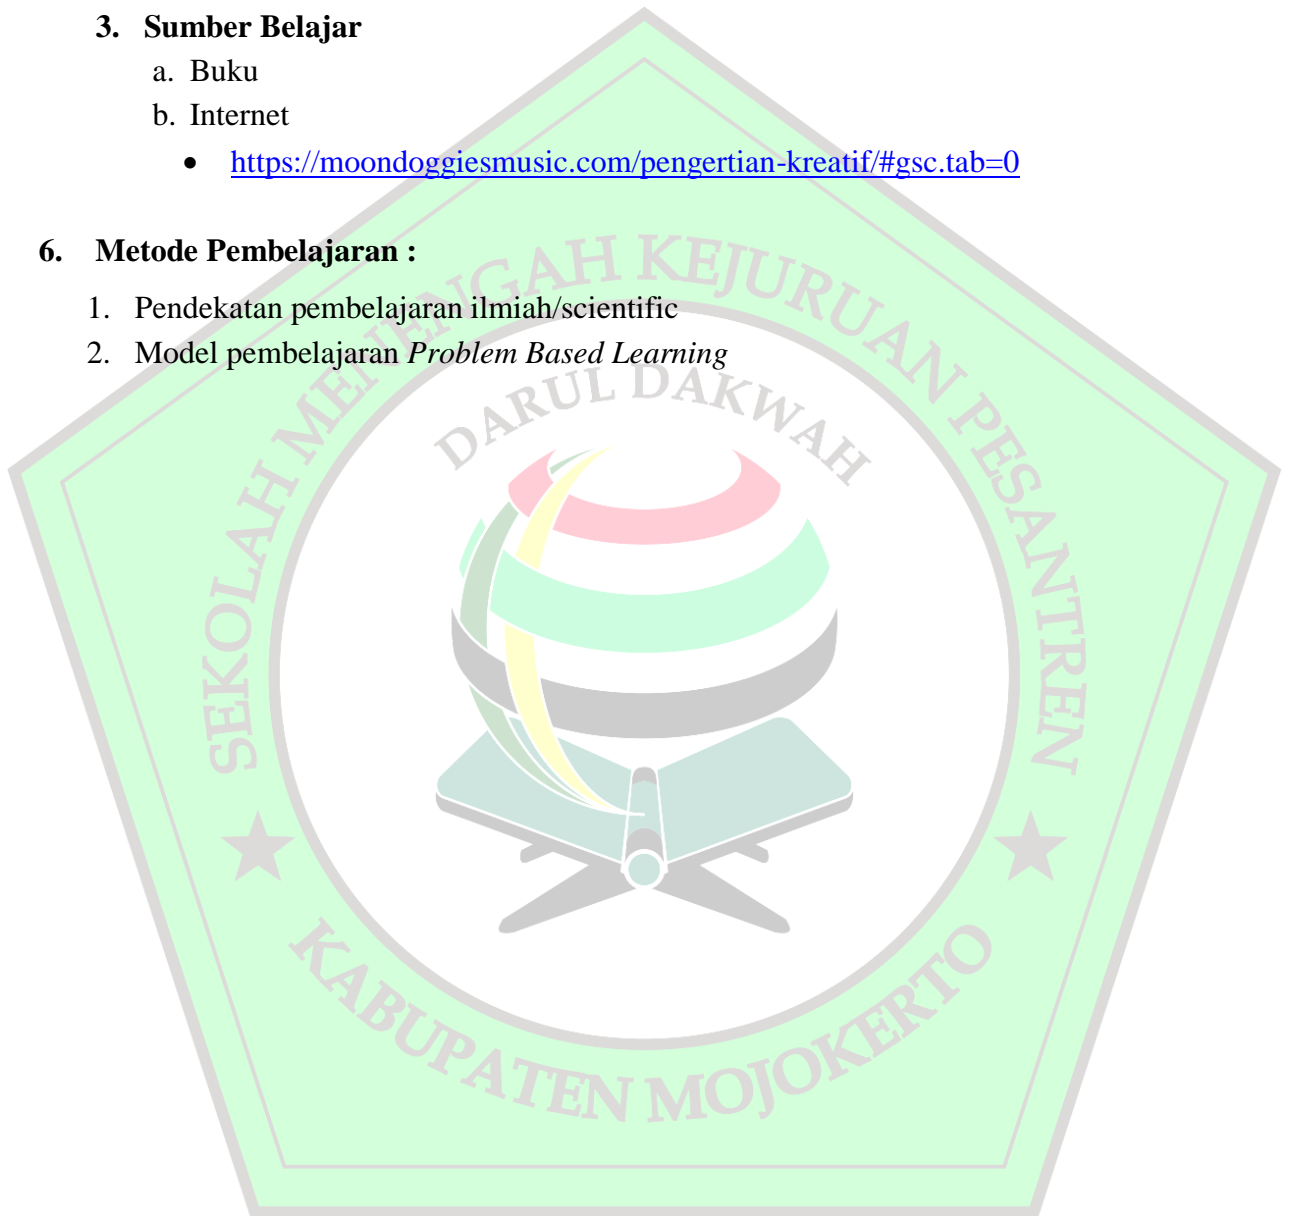 3. Sumber Belajar
a. Buku
b. Internet
• https://moondoggiesmusic.com/pengertian-kreatif/#gsc.tab=0
6. Metode Pembelajaran :
1. Pendekatan pembelajaran ilmiah/scientific
2. Model pembelajaran Problem Based Learning
SEKOLAH MENENGAH KEJURUAN PESANTREN
DARUL DAKWAH
KABUPATEN MOJOKERTO